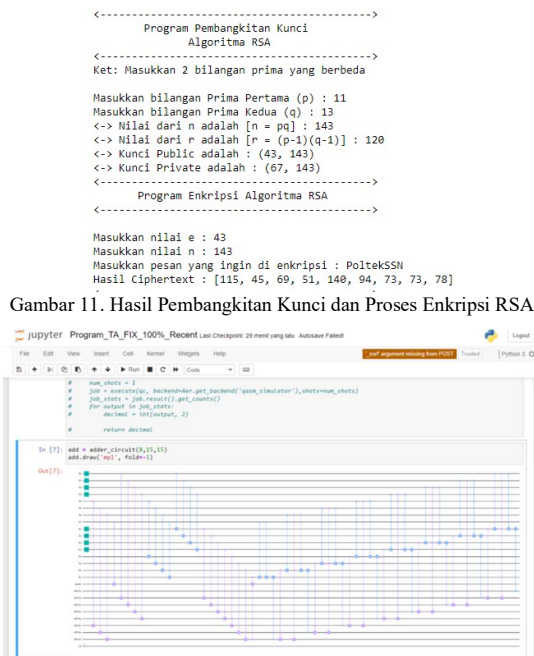 <---------------------------------------->
Program Pembangkitan Kunci
Algoritma RSA
<---------------------------------------->
Ket: Masukkan 2 bilangan prima yang berbeda
Masukkan bilangan Prima Pertama (p) : 11
Masukkan bilangan Prima Kedua (q) : 13
<-> Nilai dari n adalah [n = pq] : 143
<-> Nilai dari r adalah [r = (p-1)(q-1)] : 120
<-> Kunci Public adalah : (43, 143)
<-> Kunci Private adalah : (67, 143)
<---------------------------------------->
Program Enkripsi Algoritma RSA
<---------------------------------------->
Masukkan nilai e : 43
Masukkan nilai n : 143
Masukkan pesan yang ingin di enkripsi : PoltekSSN
Hasil Ciphertext : [115, 45, 69, 51, 140, 94, 73, 73, 78]
Gambar 11. Hasil Pembangkitan Kunci dan Proses Enkripsi RSA
jupyter Program_TA_FIX_100%_Recent Last Checkpoint: 29 menit yang lalu Autosave Failed! Logout
File Edit View Insert Cell Kernel Widgets Help '_xsrf' argument missing from POST Trusted Python 3
Run Code
# num_shots = 1
# job = execute(qc, backend=Aer.get_backend('qasm_simulator'),shots=num_shots)
# job_stats = job.result().get_counts()
# for output in job_stats:
# decimal = int(output, 2)
# return decimal
In [7]: add = adder_circuit(8,15,15)
add.draw('mpl', fold=-1)
Out[7]: